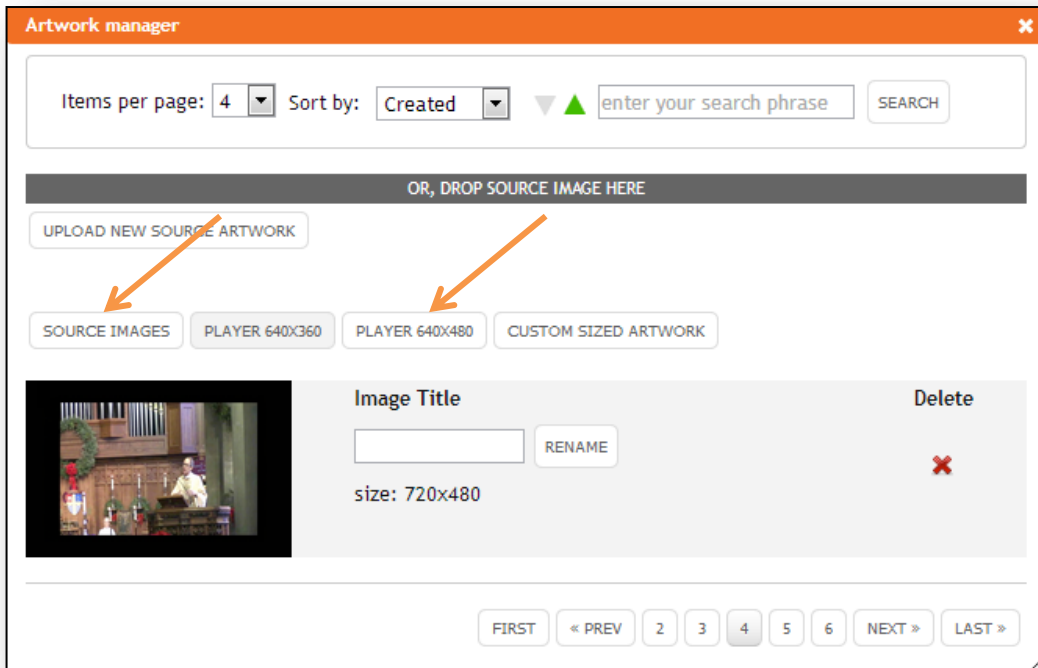 Artwork manager
Items per page: 4 Sort by: Created enter your search phrase SEARCH
OR, DROP SOURCE IMAGE HERE
UPLOAD NEW SOURCE ARTWORK
SOURCE IMAGES PLAYER 640X360 PLAYER 640X480 CUSTOM SIZED ARTWORK
Image Title Delete
RENAME
size: 720x480
FIRST « PREV 2 3 4 5 6 NEXT » LAST »